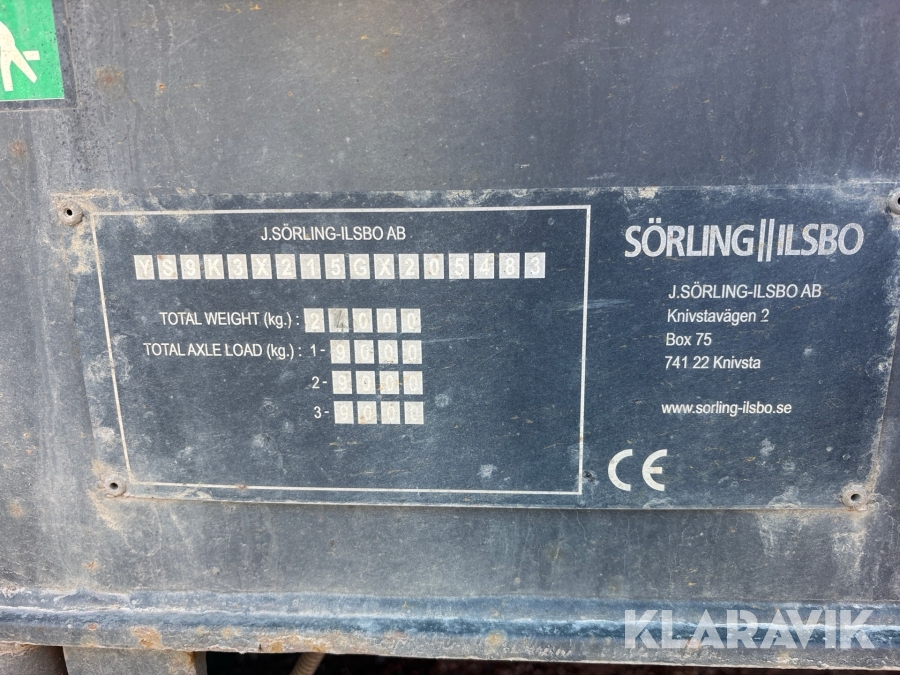 J.SÖRLING-ILSBO AB
YS9K3X215GX205483
TOTAL WEIGHT (kg.) : 24000
TOTAL AXLE LOAD (kg.) : 1- 9000
2- 9000
3- 9000
SÖRLING||ILSBO
J.SÖRLING-ILSBO AB
Knivstavägen 2
Box 75
741 22 Knivsta
www.sorling-ilsbo.se
CE
KLARAVIK